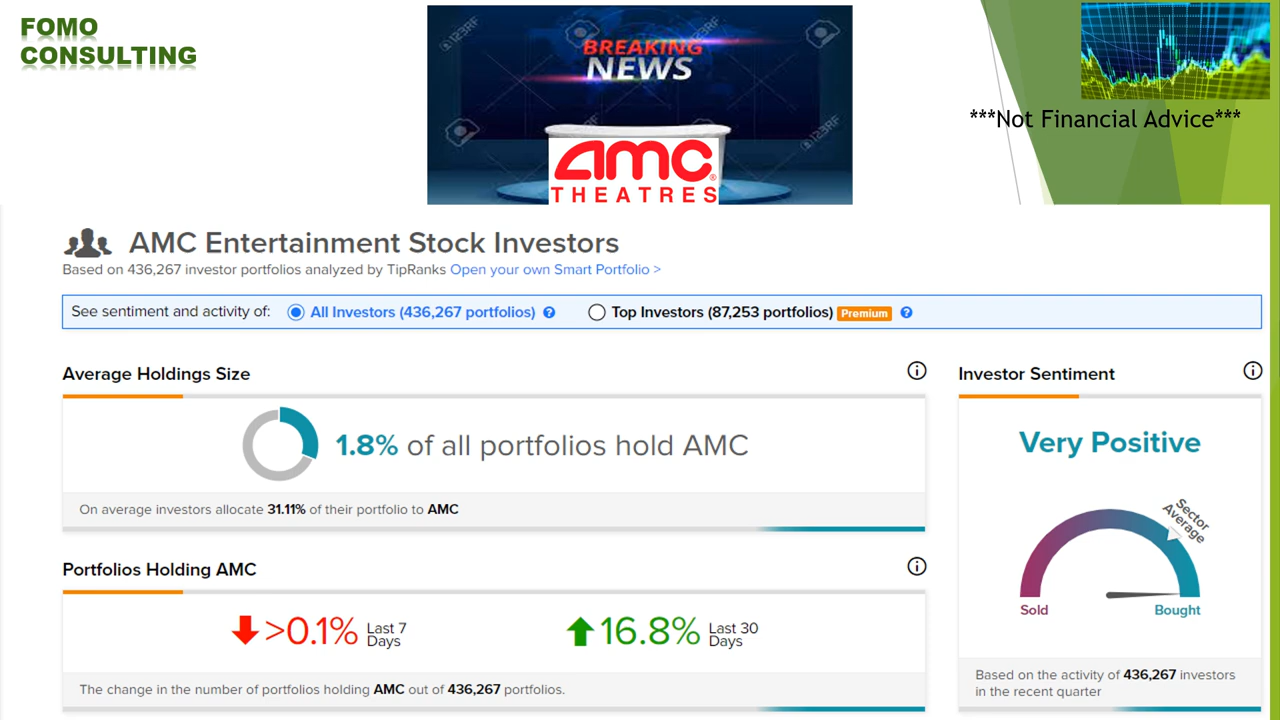 FOMO
CONSULTING
BREAKING
NEWS
123RF
123RF
123RF
123RF
amc
THEATRES
®
***Not Financial Advice***
AMC Entertainment Stock Investors
Based on 436,267 investor portfolios analyzed by TipRanks Open your own Smart Portfolio >
See sentiment and activity of: All Investors (436,267 portfolios) ? Top Investors (87,253 portfolios) Premium ?
Average Holdings Size
1.8% of all portfolios hold AMC
On average investors allocate 31.11% of their portfolio to AMC
Portfolios Holding AMC
>0.1% Last 7
Days
16.8% Last 30
Days
The change in the number of portfolios holding AMC out of 436,267 portfolios.
Investor Sentiment
Very Positive
Sector
Average
Sold
Bought
Based on the activity of 436,267 investors
in the recent quarter